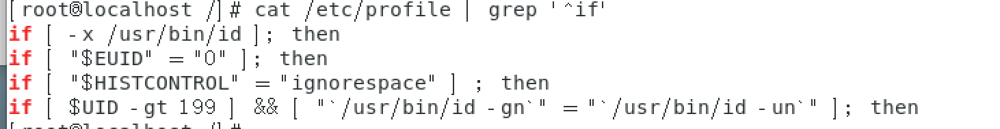 [root@localhost /]# cat /etc/profile | grep '^if'
if [ -x /usr/bin/id ]; then
if [ "$EUID" = "0" ]; then
if [ "$HISTCONTROL" = "ignorespace" ] ; then
if [ $UID -gt 199 ] && [ "`/usr/bin/id -gn`" = "`/usr/bin/id -un`" ]; then
[root@localhost /]#